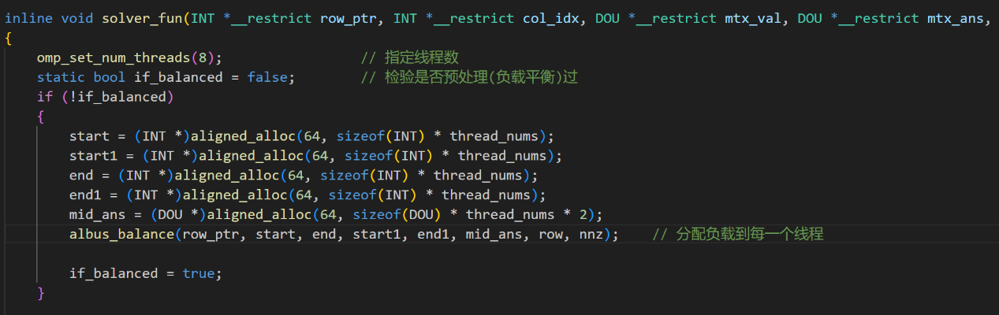 inline void solver_fun(INT *__restrict row_ptr, INT *__restrict col_idx, DOU *__restrict mtx_val, DOU *__restrict mtx_ans,
{
    omp_set_num_threads(8);                 // 指定线程数
    static bool if_balanced = false;        // 检验是否预处理(负载平衡)过
    if (!if_balanced)
    {
        start = (INT *)aligned_alloc(64, sizeof(INT) * thread_nums);
        start1 = (INT *)aligned_alloc(64, sizeof(INT) * thread_nums);
        end = (INT *)aligned_alloc(64, sizeof(INT) * thread_nums);
        end1 = (INT *)aligned_alloc(64, sizeof(INT) * thread_nums);
        mid_ans = (DOU *)aligned_alloc(64, sizeof(DOU) * thread_nums * 2);
        albus_balance(row_ptr, start, end, start1, end1, mid_ans, row, nnz);    // 分配负载到每一个线程

        if_balanced = true;
    }